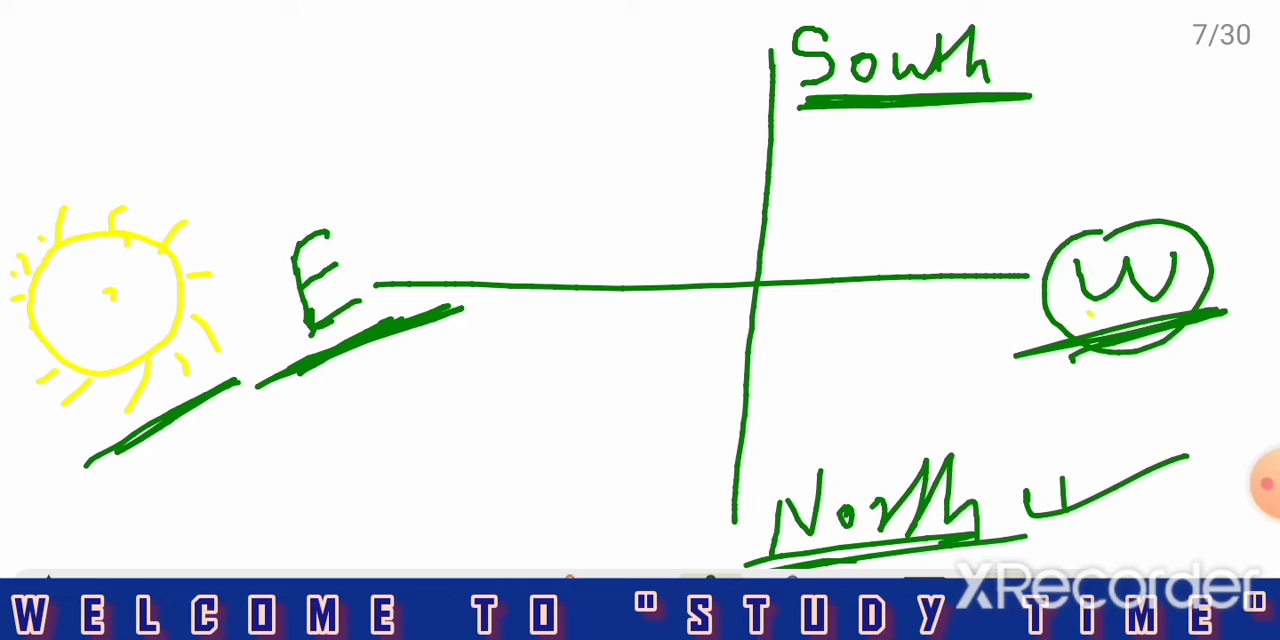 7/30
South
E
W
North
XRecorder
WELCOME TO "STUDY TIME"